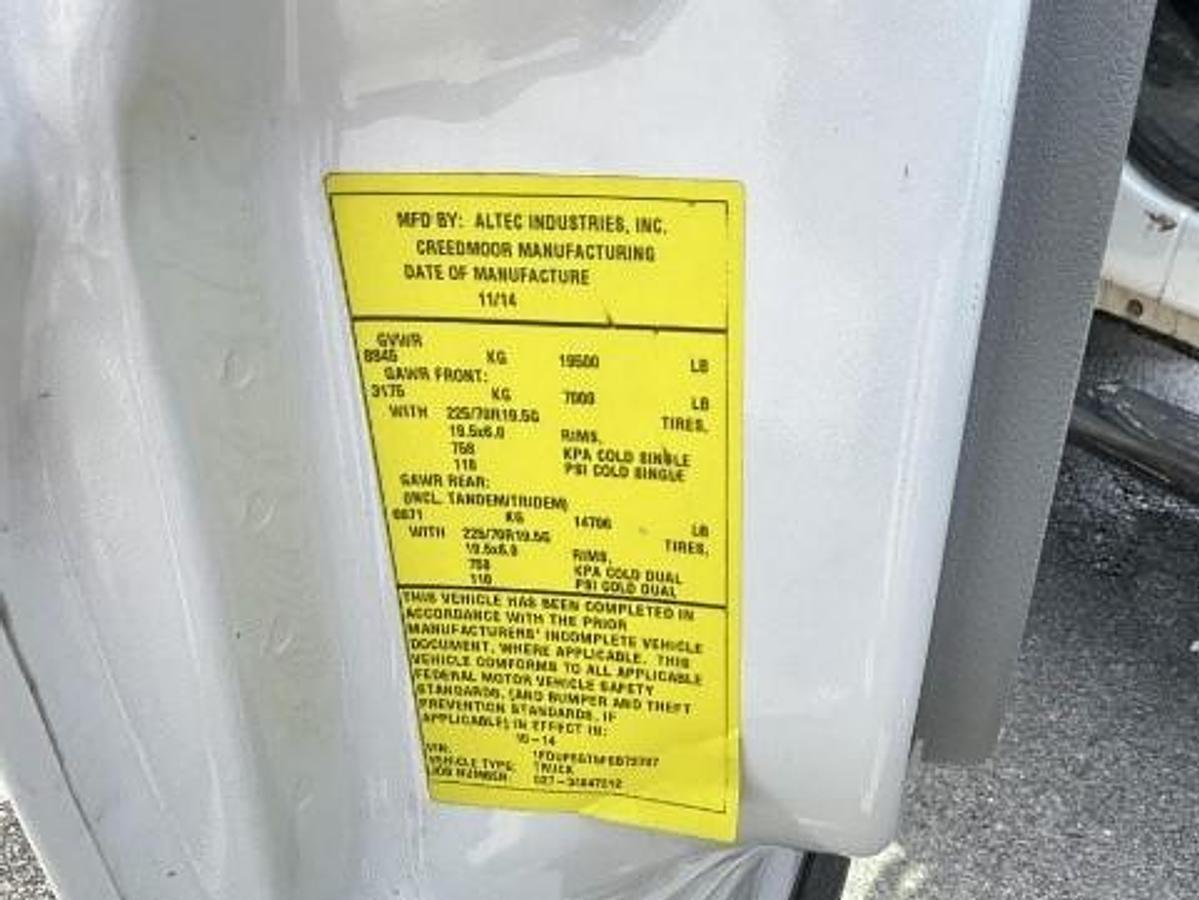 MFD BY: ALTEC INDUSTRIES, INC.
CREEDMOOR MANUFACTURING
DATE OF MANUFACTURE
11/14
GVWR
8845 KG 19500 LB
GAWR FRONT:
3175 KG 7000 LB
WITH 225/70R19.5G TIRES,
19.5x6.0 RIMS,
758 KPA COLD SINGLE
110 PSI COLD SINGLE
GAWR REAR:
(INCL. TANDEM/TRIDEM)
6671 KG 14706 LB
WITH 225/70R19.5G TIRES,
19.5x6.0 RIMS,
758 KPA COLD DUAL
110 PSI COLD DUAL
THIS VEHICLE HAS BEEN COMPLETED IN
ACCORDANCE WITH THE PRIOR
MANUFACTURERS' INCOMPLETE VEHICLE
DOCUMENT, WHERE APPLICABLE. THIS
VEHICLE CONFORMS TO ALL APPLICABLE
FEDERAL MOTOR VEHICLE SAFETY
STANDARDS, (AND BUMPER AND THEFT
PREVENTION STANDARDS, IF
APPLICABLE) IN EFFECT IN:
10-14
VIN:
VEHICLE TYPE: TRUCK
JOB NUMBER